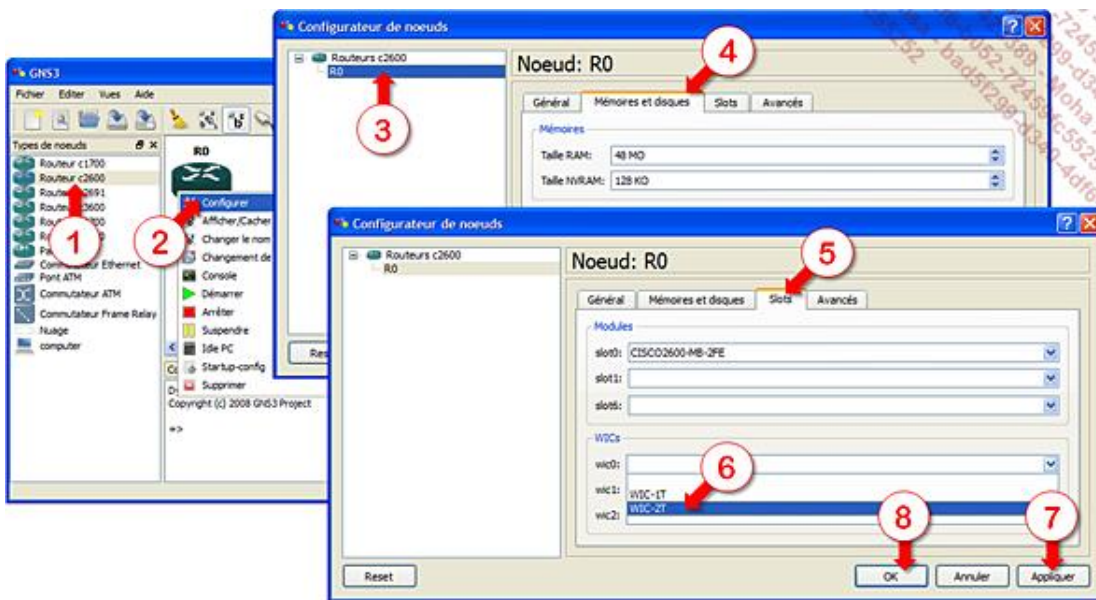 GNS3
Fichier Editer Vues Aide
Types de noeuds
Routeur c1700
Routeur c2600
1
Commutateur Ethernet
Pont ATM
Commutateur ATM
Commutateur Frame Relay
Nuage
computer
R0
2
Configurer
Afficher/Cacher
Changer le nom
Changement de
Console
Démarrer
Arrêter
Suspendre
Idle PC
Startup-config
Supprimer
Copyright (c) 2008 GNS3 Project
=>
Configurateur de noeuds
Routeurs c2600
R0
3
Noeud: R0
4
Général Mémoires et disques Slots Avancés
Mémoires
Taille RAM: 48 MO
Taille NVRAM: 128 KO
Configurateur de noeuds
Routeurs c2600
R0
Noeud: R0
5
Général Mémoires et disques Slots Avancés
Modules
slot0: CISCO2600-MB-2FE
slot1:
slot6:
WICs
wic0:
wic1: WIC-1T
WIC-2T
wic2:
6
8
7
Reset
OK Annuler Appliquer